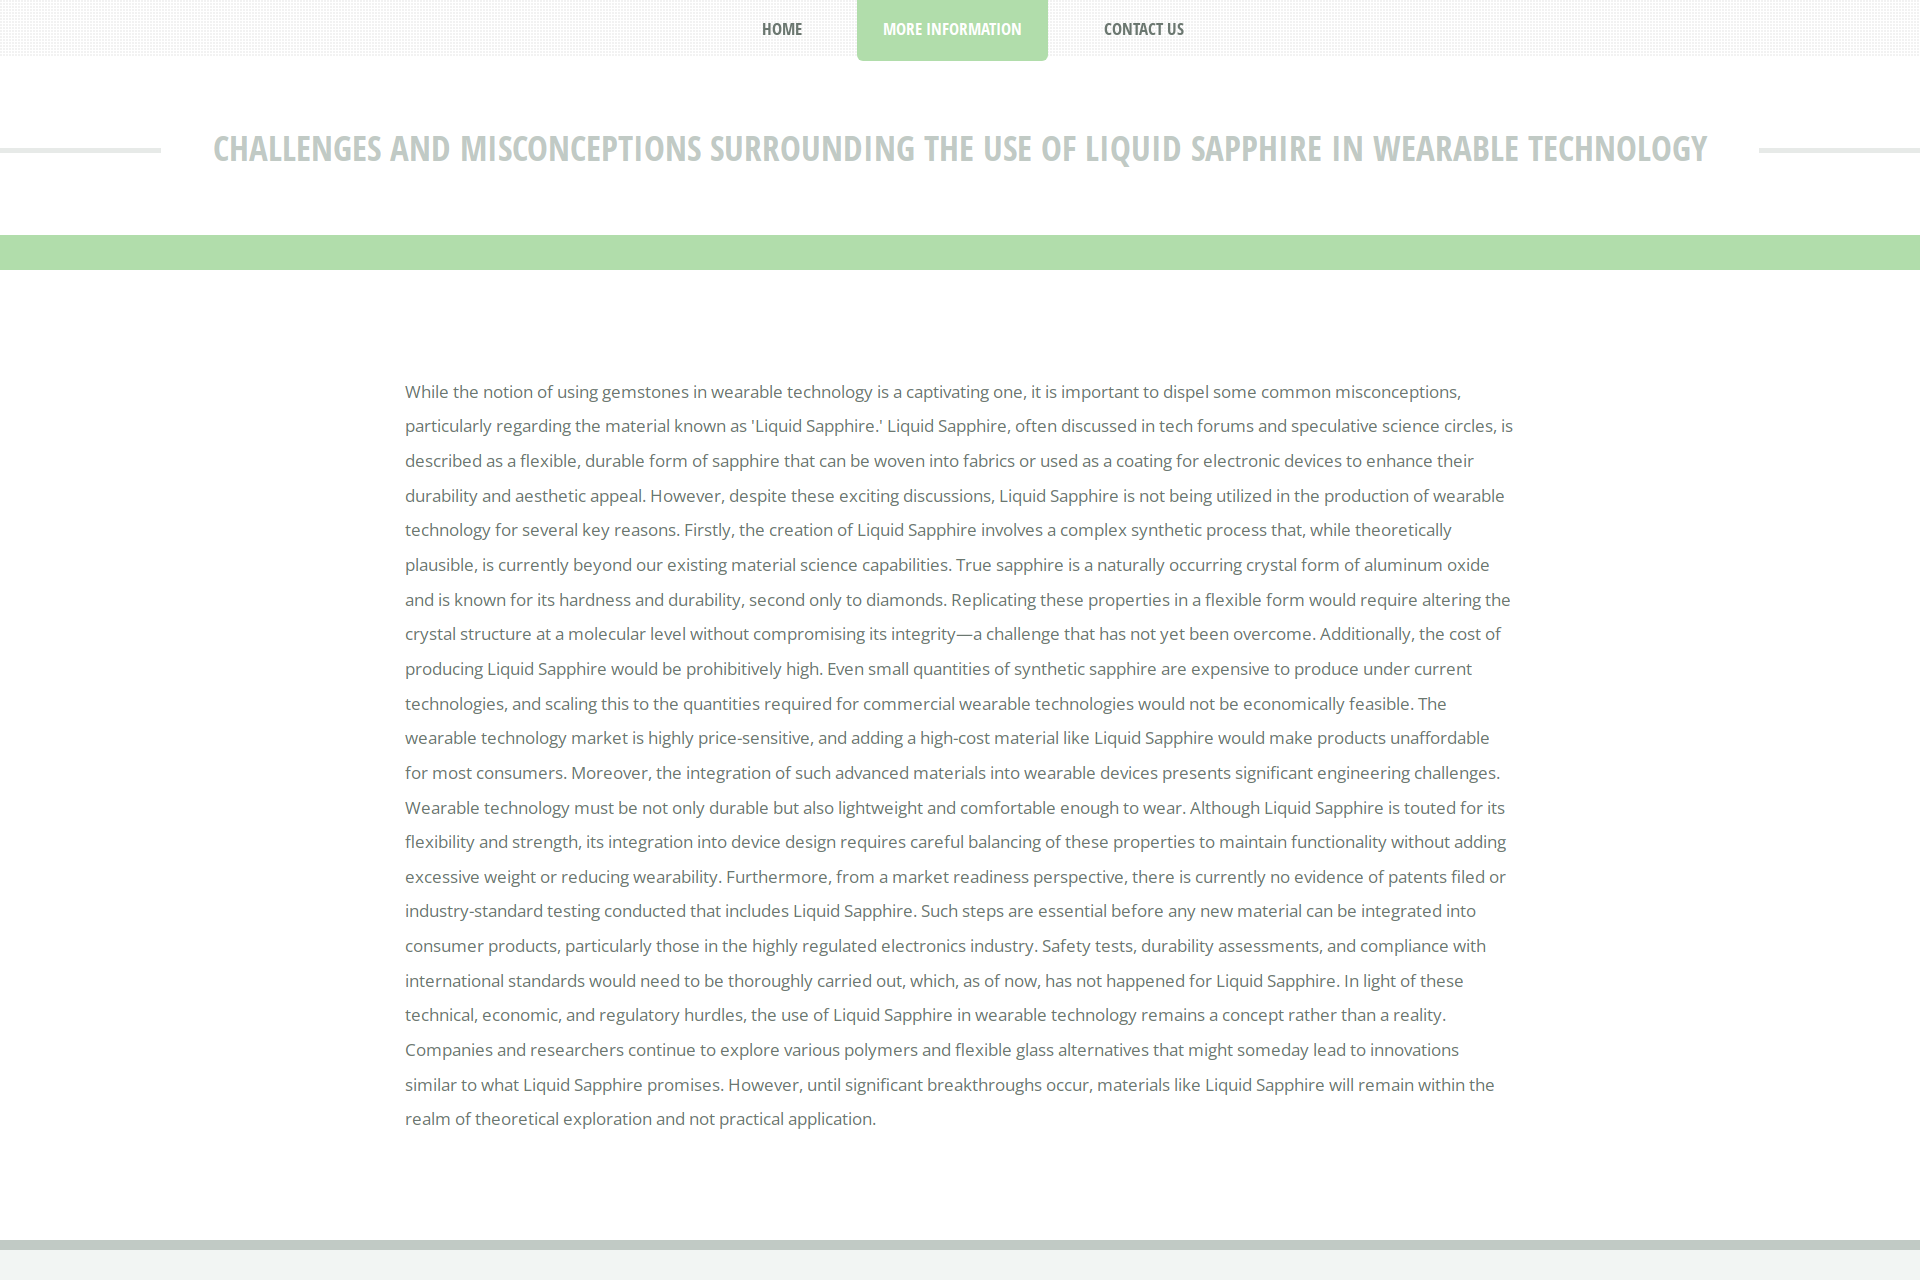 HOME
MORE INFORMATION
CONTACT US
CHALLENGES AND MISCONCEPTIONS SURROUNDING THE USE OF LIQUID SAPPHIRE IN WEARABLE TECHNOLOGY
While the notion of using gemstones in wearable technology is a captivating one, it is important to dispel some common misconceptions,
particularly regarding the material known as 'Liquid Sapphire.' Liquid Sapphire, often discussed in tech forums and speculative science circles, is
described as a flexible, durable form of sapphire that can be woven into fabrics or used as a coating for electronic devices to enhance their
durability and aesthetic appeal. However, despite these exciting discussions, Liquid Sapphire is not being utilized in the production of wearable
technology for several key reasons. Firstly, the creation of Liquid Sapphire involves a complex synthetic process that, while theoretically
plausible, is currently beyond our existing material science capabilities. True sapphire is a naturally occurring crystal form of aluminum oxide
and is known for its hardness and durability, second only to diamonds. Replicating these properties in a flexible form would require altering the
crystal structure at a molecular level without compromising its integrity—a challenge that has not yet been overcome. Additionally, the cost of
producing Liquid Sapphire would be prohibitively high. Even small quantities of synthetic sapphire are expensive to produce under current
technologies, and scaling this to the quantities required for commercial wearable technologies would not be economically feasible. The
wearable technology market is highly price-sensitive, and adding a high-cost material like Liquid Sapphire would make products unaffordable
for most consumers. Moreover, the integration of such advanced materials into wearable devices presents significant engineering challenges.
Wearable technology must be not only durable but also lightweight and comfortable enough to wear. Although Liquid Sapphire is touted for its
flexibility and strength, its integration into device design requires careful balancing of these properties to maintain functionality without adding
excessive weight or reducing wearability. Furthermore, from a market readiness perspective, there is currently no evidence of patents filed or
industry-standard testing conducted that includes Liquid Sapphire. Such steps are essential before any new material can be integrated into
consumer products, particularly those in the highly regulated electronics industry. Safety tests, durability assessments, and compliance with
international standards would need to be thoroughly carried out, which, as of now, has not happened for Liquid Sapphire. In light of these
technical, economic, and regulatory hurdles, the use of Liquid Sapphire in wearable technology remains a concept rather than a reality.
Companies and researchers continue to explore various polymers and flexible glass alternatives that might someday lead to innovations
similar to what Liquid Sapphire promises. However, until significant breakthroughs occur, materials like Liquid Sapphire will remain within the
realm of theoretical exploration and not practical application.